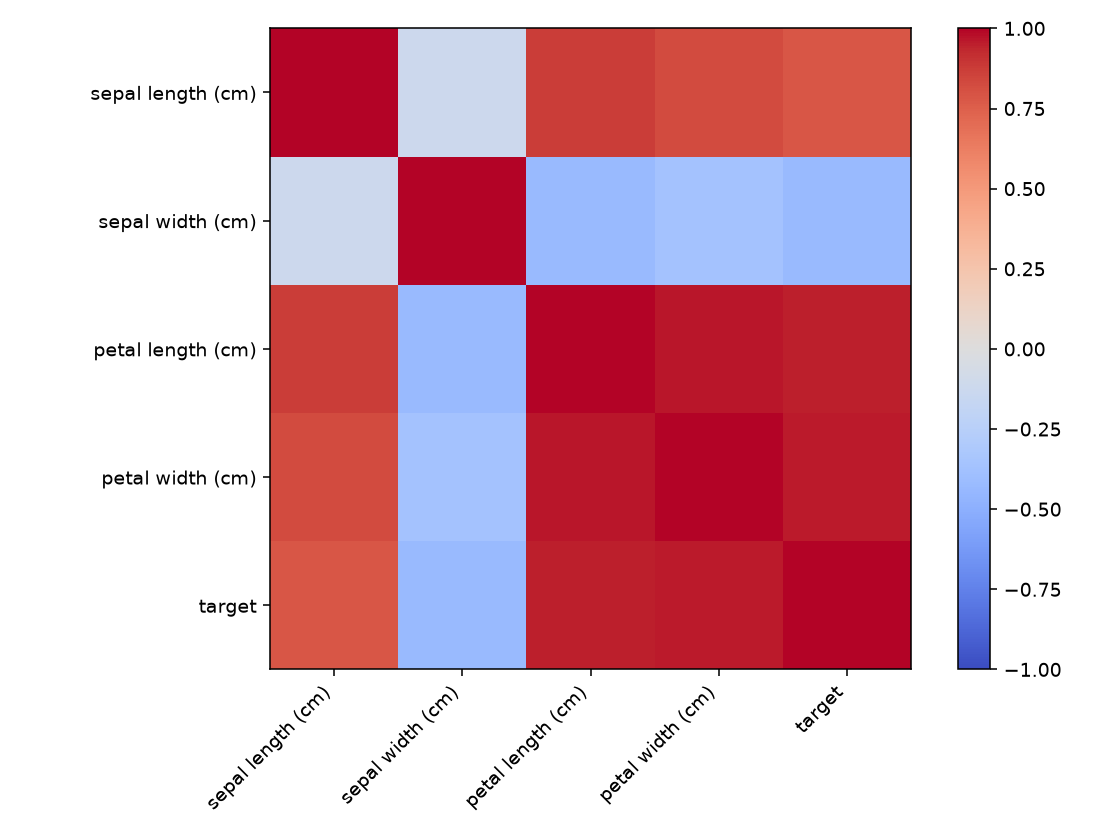 sepal length (cm)
sepal width (cm)
petal length (cm)
petal width (cm)
target
sepal length (cm)
sepal width (cm)
petal length (cm)
petal width (cm)
target
1.00
0.75
0.50
0.25
0.00
−0.25
−0.50
−0.75
−1.00